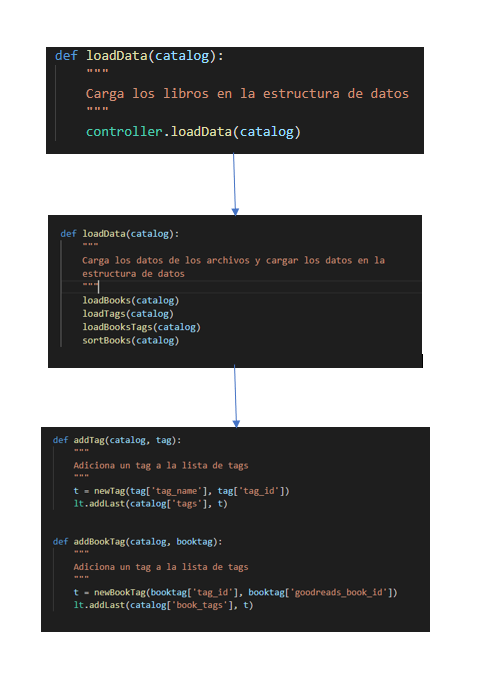 def loadData(catalog):
"""
Carga los libros en la estructura de datos
"""
controller.loadData(catalog)
def loadData(catalog):
"""
Carga los datos de los archivos y cargar los datos en la
estructura de datos
"""
loadBooks(catalog)
loadTags(catalog)
loadBooksTags(catalog)
sortBooks(catalog)
def addTag(catalog, tag):
"""
Adiciona un tag a la lista de tags
"""
t = newTag(tag['tag_name'], tag['tag_id'])
lt.addLast(catalog['tags'], t)
def addBookTag(catalog, booktag):
"""
Adiciona un tag a la lista de tags
"""
t = newBookTag(booktag['tag_id'], booktag['goodreads_book_id'])
lt.addLast(catalog['book_tags'], t)